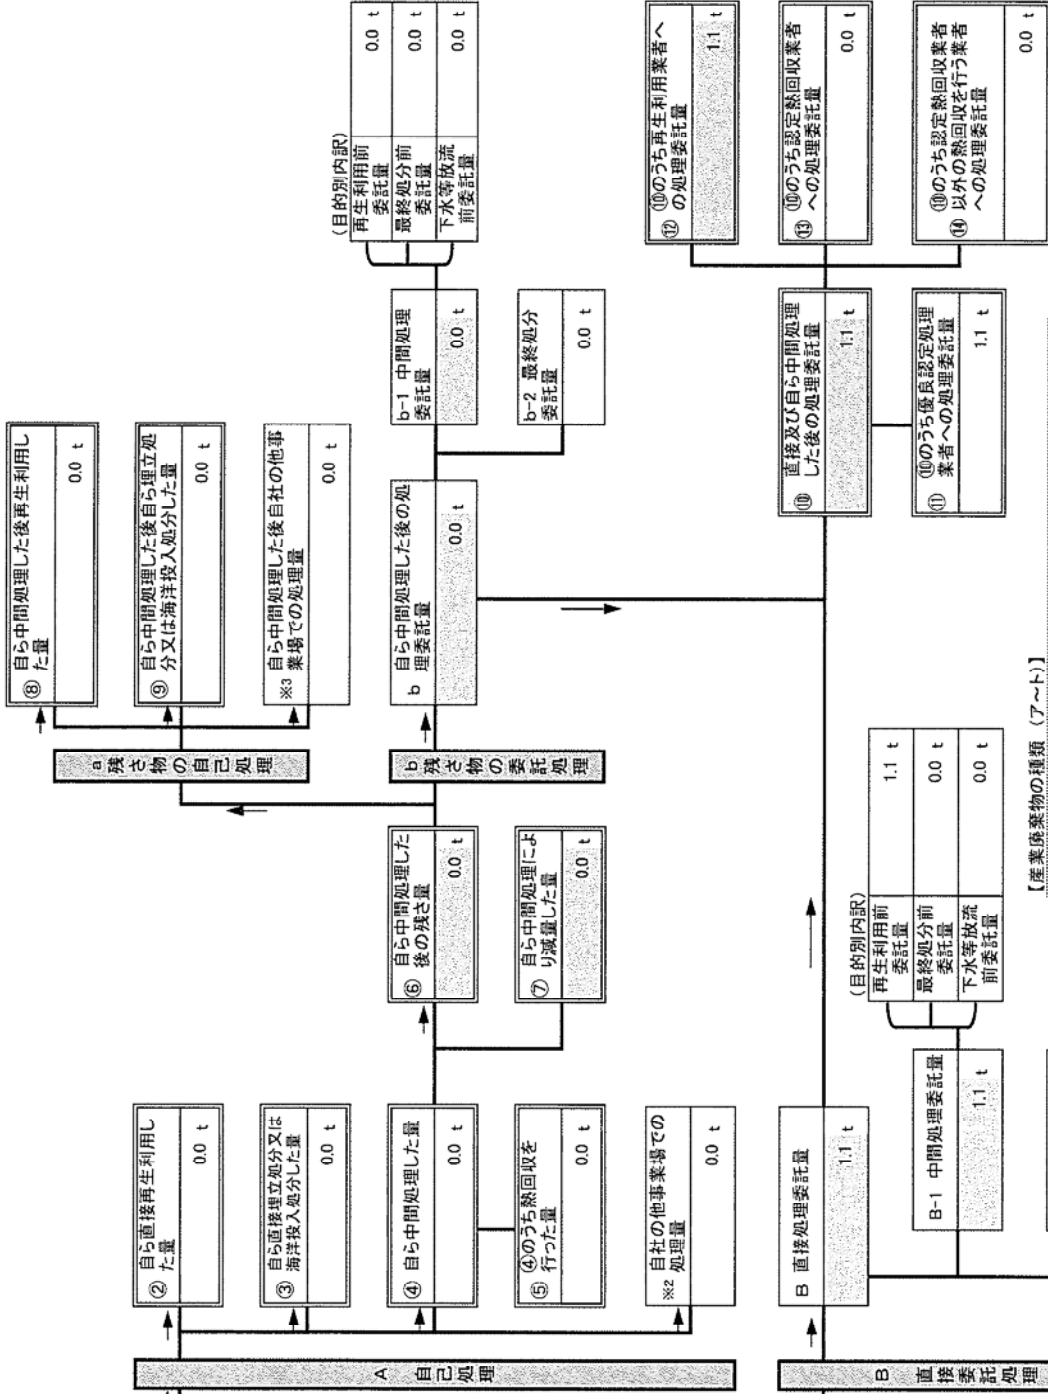 A 自己処理
② 自ら直接再生利用し
た量
0.0 t
③ 自ら直接埋立処分又は
海洋投入処分した量
0.0 t
④ 自ら中間処理した量
0.0 t
⑤ ④のうち熱回収を
行った量
0.0 t
※2 自社の他事業場での
処理量
0.0 t
⑥ 自ら中間処理した
後の残さ量
0.0 t
⑦ 自ら中間処理によ
り減量した量
0.0 t
a 残さ物の自己処理
⑧ 自ら中間処理した後再生利用し
た量
0.0 t
⑨ 自ら中間処理した後自ら埋立処
分又は海洋投入処分した量
0.0 t
※3 自ら中間処理した後自社の他事
業場での処理量
0.0 t
b 残さ物の委託処理
b 自ら中間処理した後の処
理委託量
0.0 t
b-1 中間処理
委託量
0.0 t
b-2 最終処分
委託量
0.0 t
(目的別内訳)
再生利用前
委託量
0.0 t
最終処分前
委託量
0.0 t
下水等放流
前委託量
0.0 t
B 直接委託処理
B 直接処理委託量
1.1 t
B-1 中間処理委託量
1.1 t
(目的別内訳)
再生利用前
委託量
1.1 t
最終処分前
委託量
0.0 t
下水等放流
前委託量
0.0 t
⑩ 直接及び自ら中間処理
した後の処理委託量
1.1 t
⑪ ⑩のうち優良認定処理
業者への処理委託量
1.1 t
⑫ ⑩のうち再生利用業者へ
の処理委託量
1.1 t
⑬ ⑩のうち認定熱回収業者
への処理委託量
0.0 t
⑭ ⑩のうち認定熱回収業者
以外の熱回収を行う業者
への処理委託量
0.0 t
【産業廃棄物の種類 (ア~ト)】